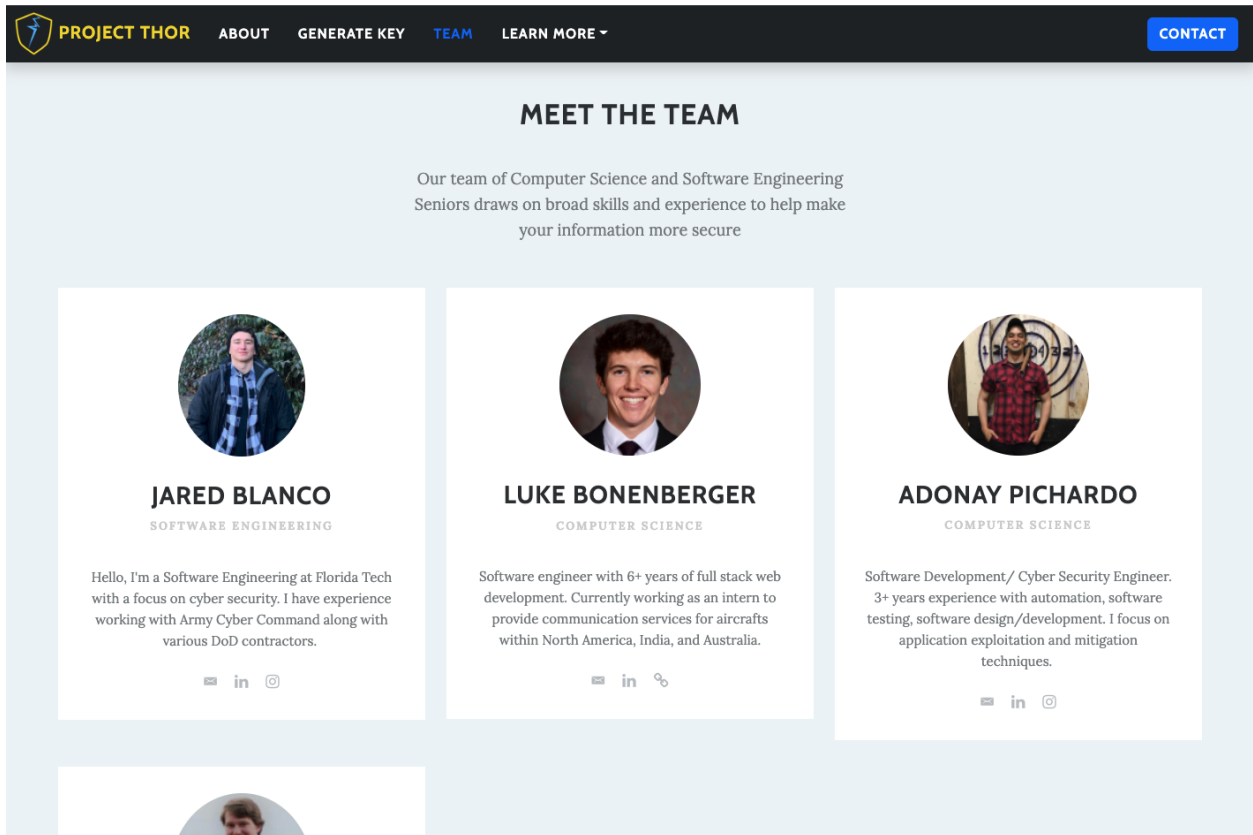 PROJECT THOR
ABOUT
GENERATE KEY
TEAM
LEARN MORE
CONTACT
MEET THE TEAM
Our team of Computer Science and Software Engineering
Seniors draws on broad skills and experience to help make
your information more secure
JARED BLANCO
SOFTWARE ENGINEERING
Hello, I'm a Software Engineering at Florida Tech
with a focus on cyber security. I have experience
working with Army Cyber Command along with
various DoD contractors.
in
LUKE BONENBERGER
COMPUTER SCIENCE
Software engineer with 6+ years of full stack web
development. Currently working as an intern to
provide communication services for aircrafts
within North America, India, and Australia.
in
ADONAY PICHARDO
COMPUTER SCIENCE
Software Development/ Cyber Security Engineer.
3+ years experience with automation, software
testing, software design/development. I focus on
application exploitation and mitigation
techniques.
in